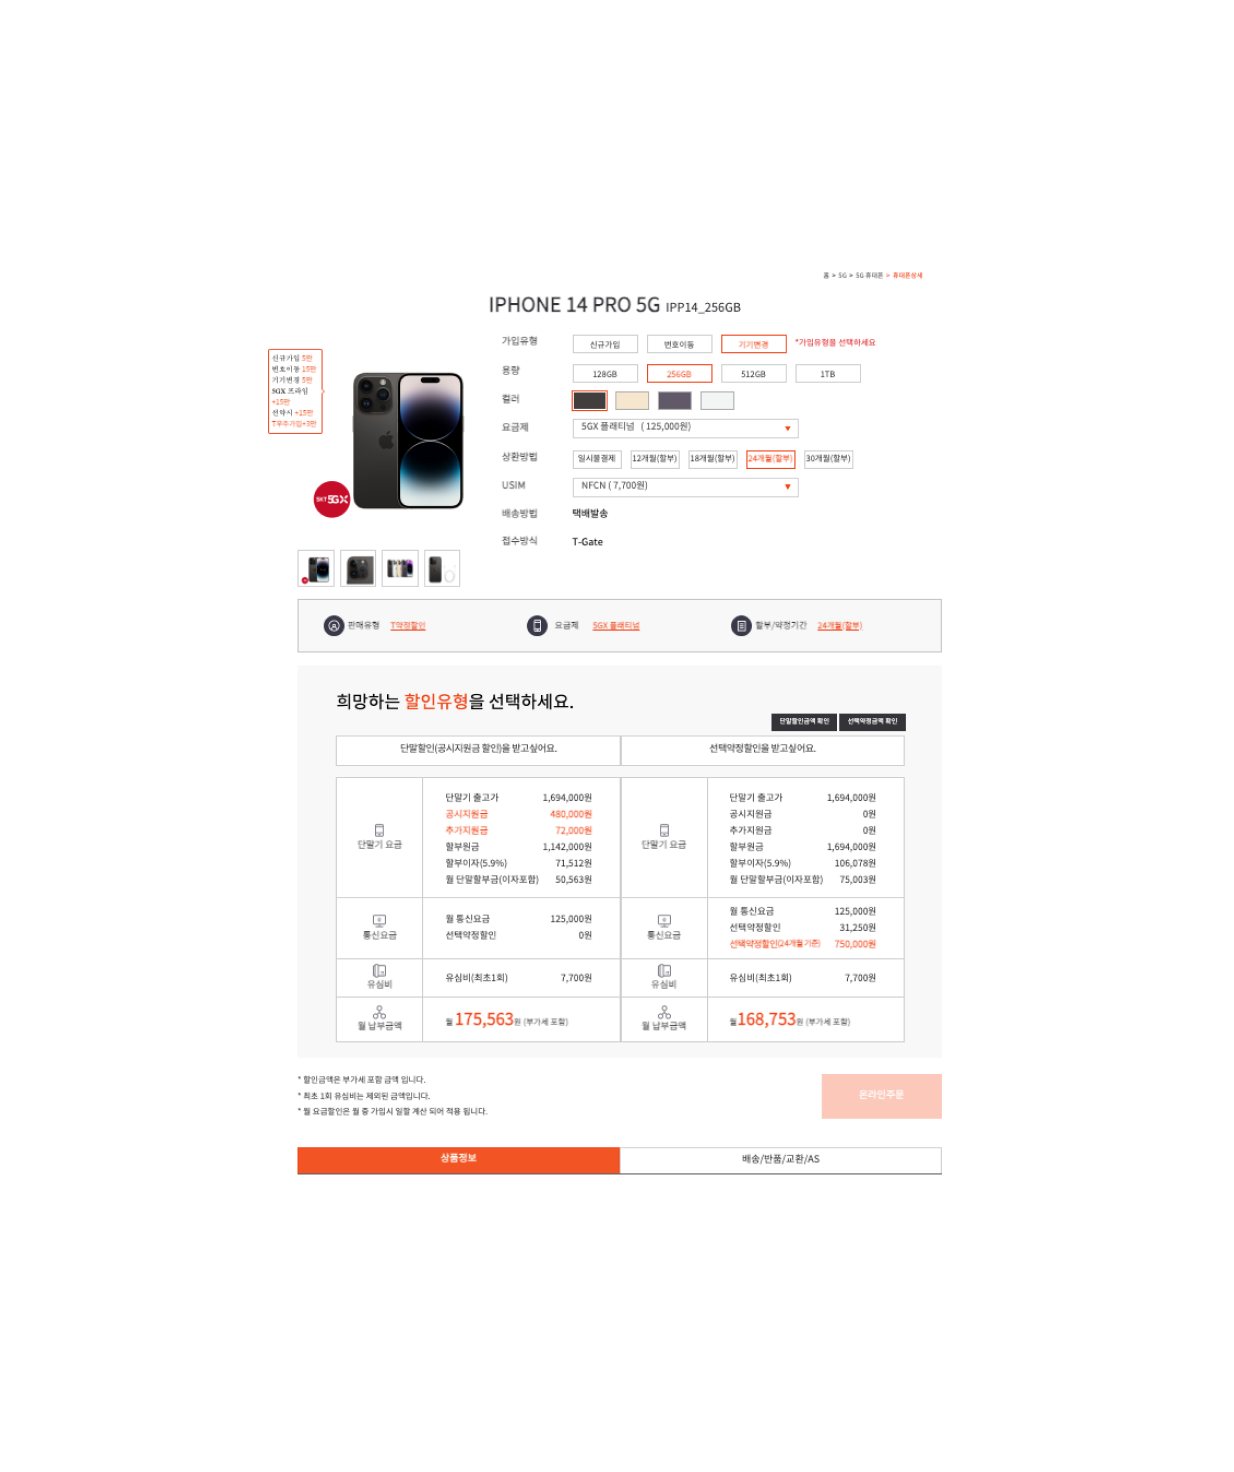 홈 > 5G > 5G 휴대폰 > 휴대폰상세
IPHONE 14 PRO 5G IPP14_256GB
신규가입 5만
번호이동 15만
기기변경 5만
5GX 프라임
+15만
선택시 +15만
T우주가입+3만
SKT 5GX
가입유형 신규가입 번호이동 기기변경 *가입유형을 선택하세요
용량 128GB 256GB 512GB 1TB
컬러
요금제 5GX 플래티넘 ( 125,000원)
상환방법 일시불결제 12개월(할부) 18개월(할부) 24개월(할부) 30개월(할부)
USIM NFCN ( 7,700원)
배송방법 택배발송
접수방식 T-Gate
판매유형 T약정할인 요금제 5GX 플래티넘 할부/약정기간 24개월(할부)
희망하는 할인유형을 선택하세요.
단말할인금액 확인 선택약정금액 확인
단말할인(공시지원금 할인)을 받고싶어요. 선택약정할인을 받고싶어요.
단말기 요금
단말기 출고가 1,694,000원
공시지원금 480,000원
추가지원금 72,000원
할부원금 1,142,000원
할부이자(5.9%) 71,512원
월 단말할부금(이자포함) 50,563원
단말기 요금
단말기 출고가 1,694,000원
공시지원금 0원
추가지원금 0원
할부원금 1,694,000원
할부이자(5.9%) 106,078원
월 단말할부금(이자포함) 75,003원
통신요금
월 통신요금 125,000원
선택약정할인 0원
통신요금
월 통신요금 125,000원
선택약정할인 31,250원
선택약정할인(24개월 기준) 750,000원
유심비 유심비(최초1회) 7,700원
유심비 유심비(최초1회) 7,700원
월 납부금액 월 175,563원 (부가세 포함)
월 납부금액 월168,753원 (부가세 포함)
* 할인금액은 부가세 포함 금액 입니다.
* 최초 1회 유심비는 제외된 금액입니다.
* 월 요금할인은 월 중 가입시 일할 계산 되어 적용 됩니다.
온라인주문
상품정보 배송/반품/교환/AS